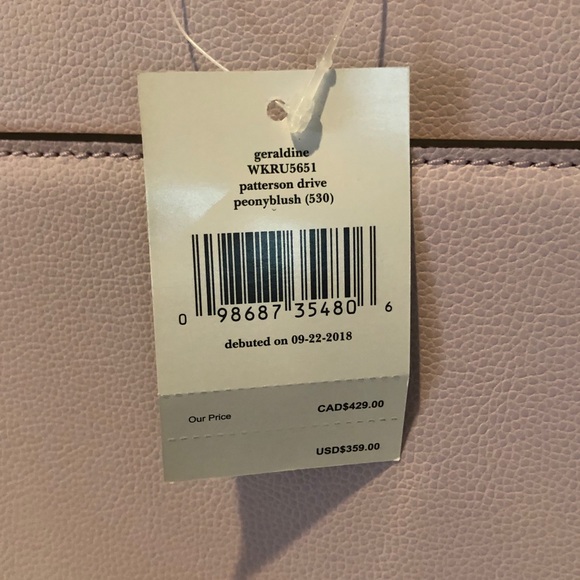 geraldine
WKRU5651
patterson drive
peonyblush (530)
0 98687 35480 6
debuted on 09-22-2018
Our Price CAD$429.00
USD$359.00